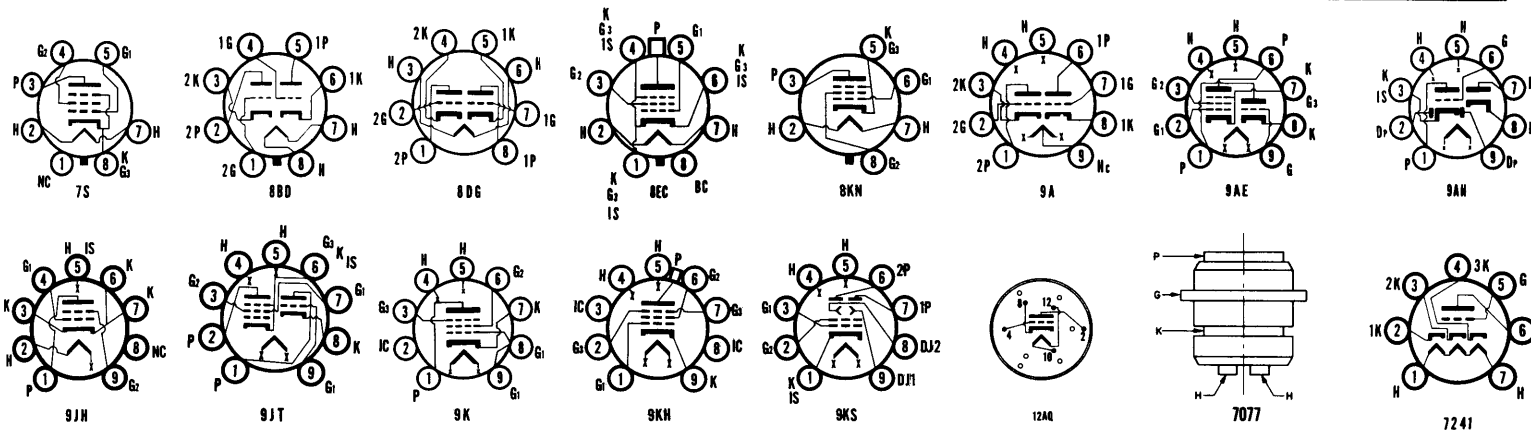 7S
G2 4 5 G1
P 3
H 2 7 H
NC 1 8 K G3
8BD
1G 4 5 1P
2K 3 6 1K
2P 2 7 H
2G 1 8 H
8DG
2K 4 5 1K
H 3 6 H
2G 2 7 1G
2P 1 8 1P
8EC
K G3 IS 4 P 5 G1
G2 3 6 K G3 IS
H 2 7 H
K G3 IS 1 8 BC
8KN
P 3 5 K G3
6 G1
H 2 7 H
8 G2
9A
H 4 H 5 6 1P
2K 3 7 1G
2G 2 8 1K
2P 1 9 Nc
9AE
H 4 H 5 6 P
G2 3 7 K G3
G1 2 8 K
P 1 9 G
9AH
H 4 H 5 6 G
K IS 3 7
DP 2 8
P 1 9 DP
9JH
G1 4 H IS 5 6 K
K 3 7 K
H 2 8 NC
P 1 9 G2
9JT
H 4 H 5 6 G3 K IS
G2 3 7 G1
P 2 8 K
P 1 9 G1
9K
H 4 H 5 6 G2
G3 3 7 K
IC 2 8 G1
P 1 9 G1
9KH
H 4 H 5 P 6 G2
IC 3 7 G3
G3 2 8 IC
G1 1 9 K
9KS
H 4 H 5 6 2P
G1 3 7 1P
G2 2 8 DJ2
K IS 1 9 DJ1
12AQ
8 12
4 2
10
7077
P
G
K
H H
7241
2K 3 4 3K 5 G
1K 2 6
H 1 7 H